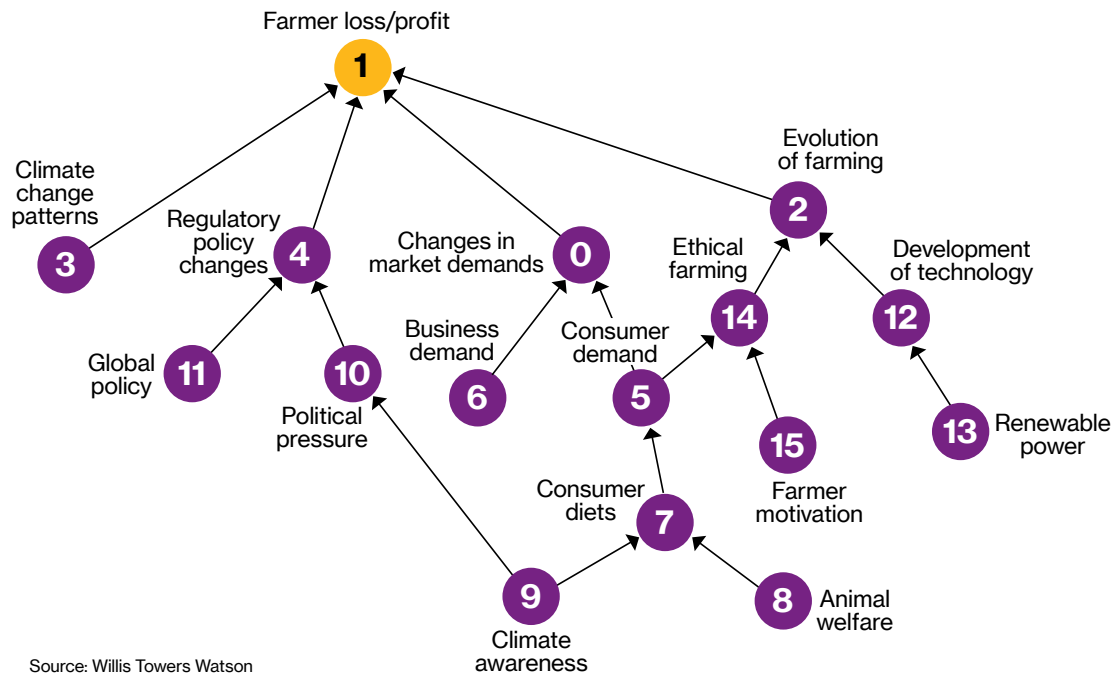 Farmer loss/profit
1
Evolution
of farming
2
Climate
change
patterns
3
Regulatory
policy
changes
4
Changes in
market demands
0
Ethical
farming
14
Development
of technology
12
Global
policy
11
10
Political
pressure
Business
demand
6
Consumer
demand
5
15
Farmer
motivation
13
Renewable
power
Consumer
diets
7
9
Climate
awareness
8
Animal
welfare
Source: Willis Towers Watson